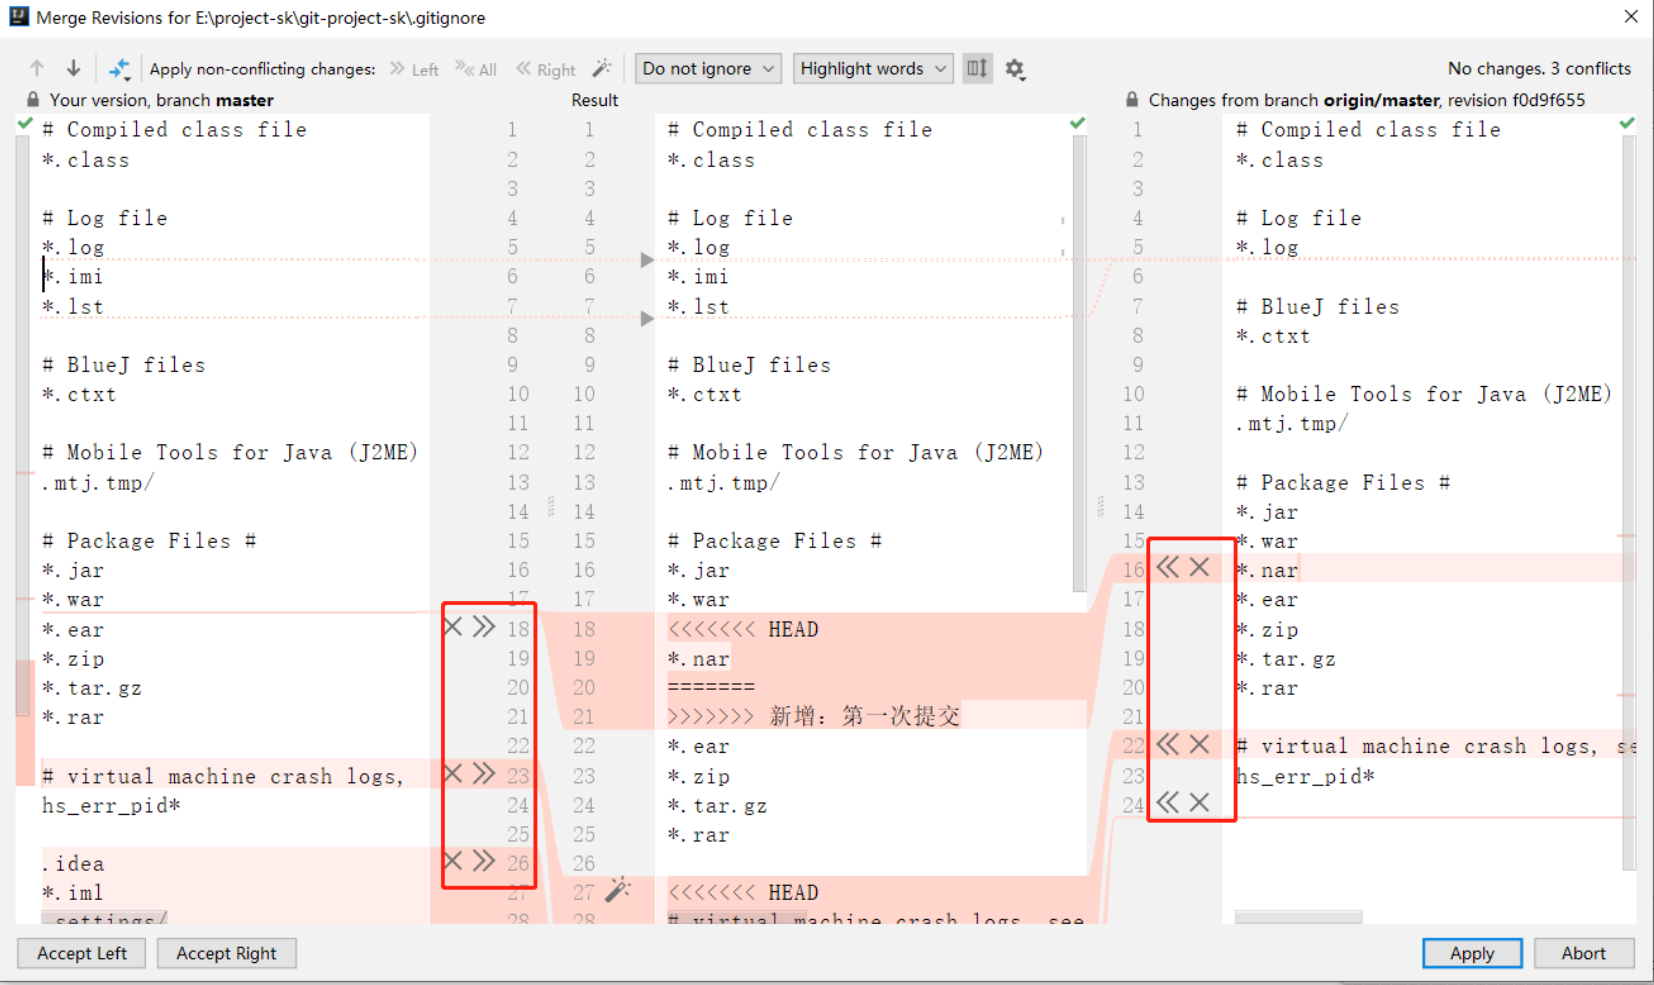 Merge Revisions for E:\project-sk\git-project-sk\.gitignore
Apply non-conflicting changes: Left All Right Do not ignore Highlight words No changes. 3 conflicts
Your version, branch master
Result
Changes from branch origin/master, revision f0d9f655
# Compiled class file
*.class
# Log file
*.log
*.imi
*.lst
# BlueJ files
*.ctxt
# Mobile Tools for Java (J2ME)
.mtj.tmp/
# Package Files #
*.jar
*.war
*.ear
*.zip
*.tar.gz
*.rar
# virtual machine crash logs,
hs_err_pid*
.idea
*.iml
.settings/
1
2
3
4
5
6
7
8
9
10
11
12
13
14
15
16
17
18
19
20
21
22
23
24
25
26
27
28
1
2
3
4
5
6
7
8
9
10
11
12
13
14
15
16
17
18
19
20
21
22
23
24
25
26
27
28
# Compiled class file
*.class
# Log file
*.log
*.imi
*.lst
# BlueJ files
*.ctxt
# Mobile Tools for Java (J2ME)
.mtj.tmp/
# Package Files #
*.jar
*.war
<<<<<<< HEAD
*.nar
=======
>>>>>>> 新增：第一次提交
*.ear
*.zip
*.tar.gz
*.rar
<<<<<<< HEAD
# virtual machine crash logs, see
1
2
3
4
5
6
7
8
9
10
11
12
13
14
15
16
17
18
19
20
21
22
23
24
# Compiled class file
*.class
# Log file
*.log
# BlueJ files
*.ctxt
# Mobile Tools for Java (J2ME)
.mtj.tmp/
# Package Files #
*.jar
*.war
*.nar
*.ear
*.zip
*.tar.gz
*.rar
# virtual machine crash logs, se
hs_err_pid*
Accept Left
Accept Right
Apply
Abort